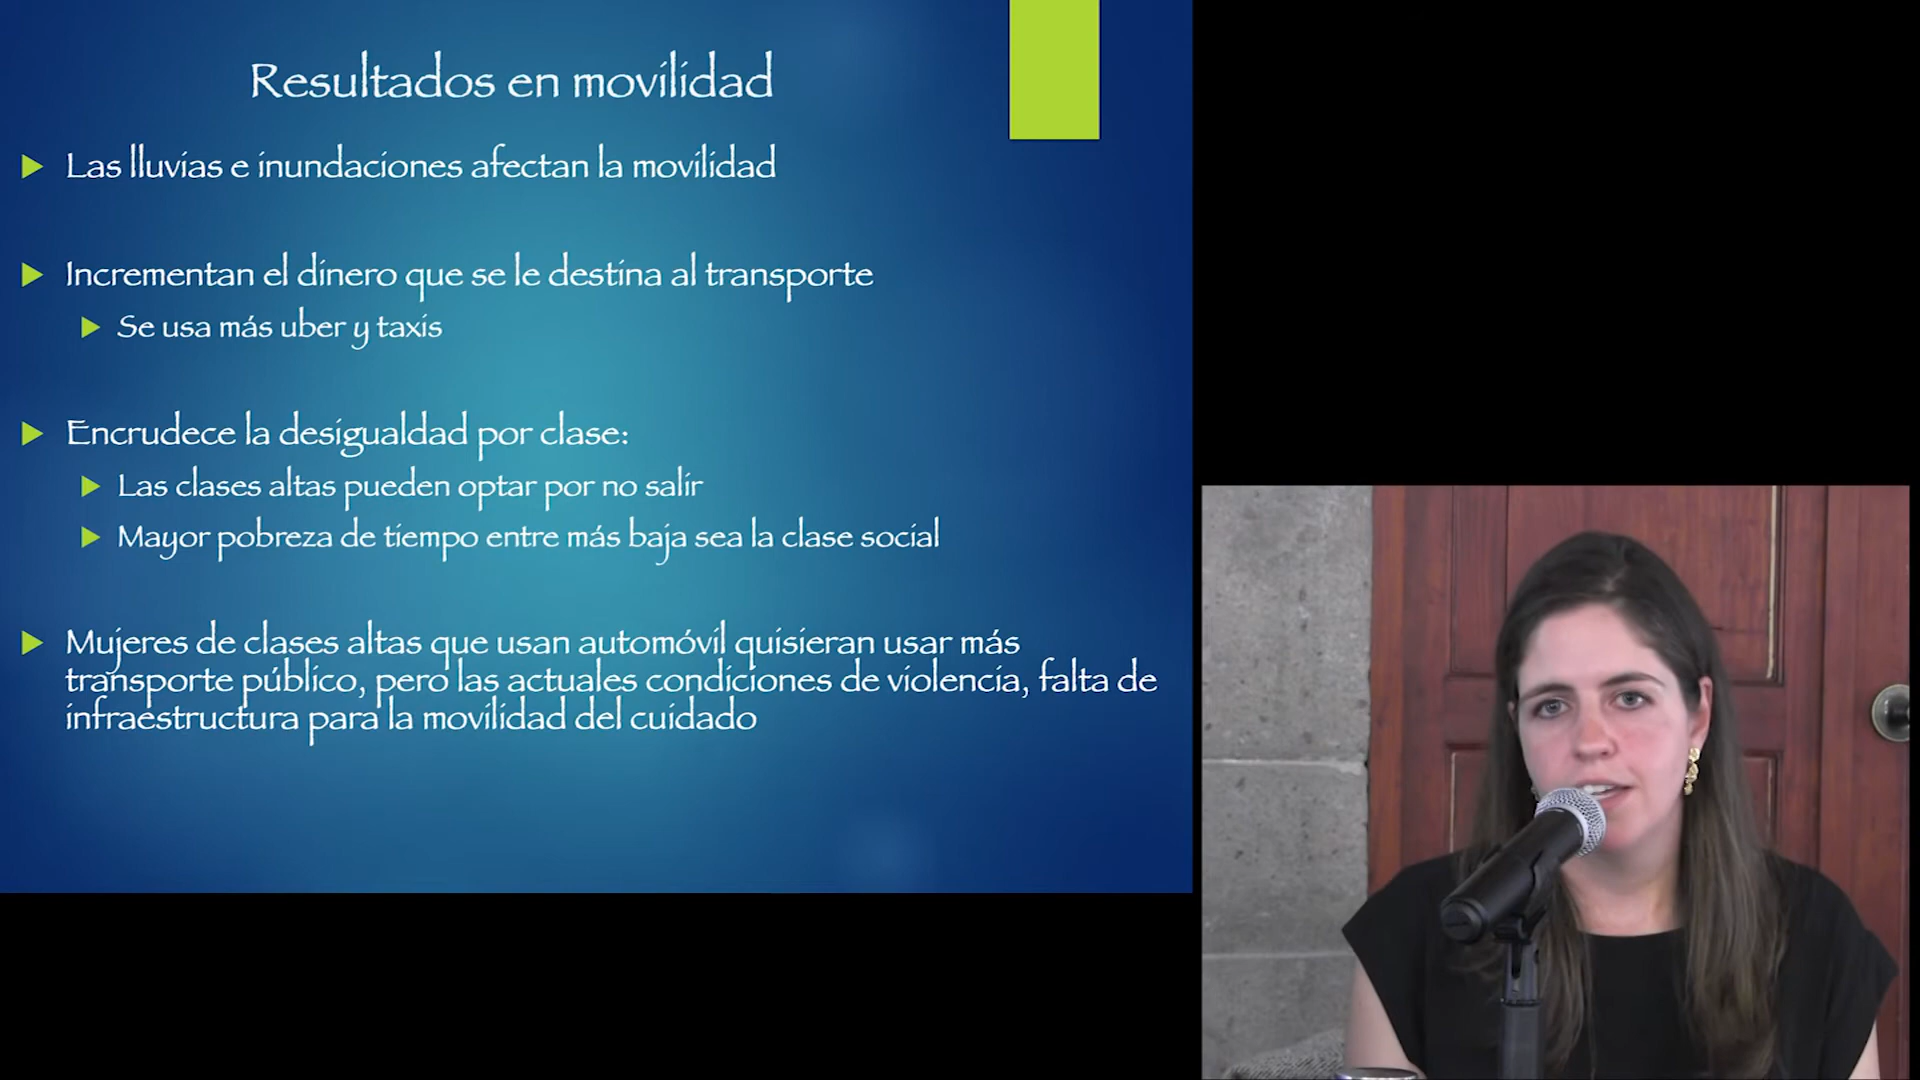 Resultados en movilidad
Las lluvias e inundaciones afectan la movilidad
Incrementan el dinero que se le destina al transporte
Se usa más uber y taxis
Encrudece la desigualdad por clase:
Las clases altas pueden optar por no salir
Mayor pobreza de tiempo entre más baja sea la clase social
Mujeres de clases altas que usan automóvil quisieran usar más
transporte público, pero las actuales condiciones de violencia, falta de
infraestructura para la movilidad del cuidado